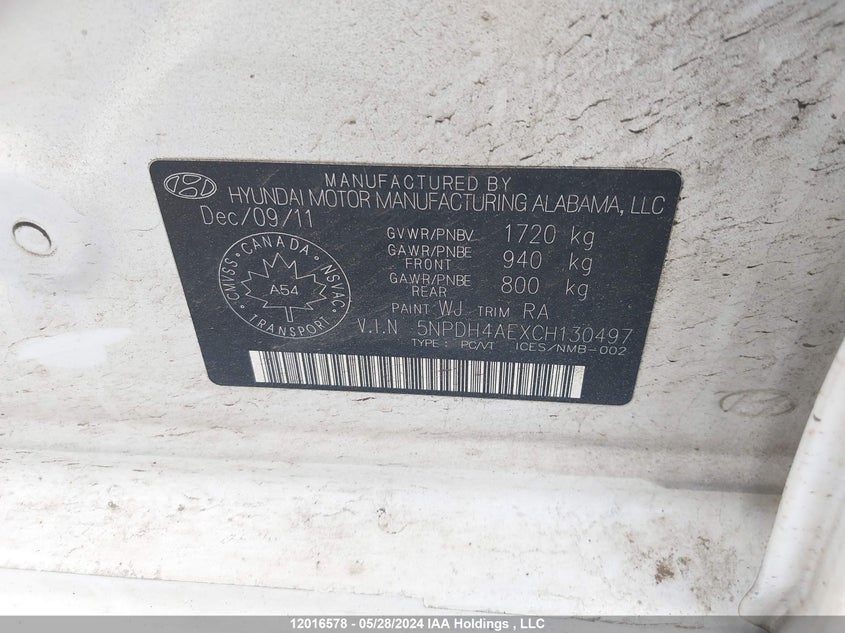 MANUFACTURED BY
HYUNDAI MOTOR MANUFACTURING ALABAMA, LLC
Dec/09/11
GVWR/PNBV 1720 kg
GAWR/PNBE FRONT 940 kg
GAWR/PNBE REAR 800 kg
PAINT WJ TRIM RA
V.I.N 5NPDH4AEXCH130497
TYPE: PC/VT ICES/NMB-002
CANADA
CMVSS • NSVAC
A54
TRANSPORT
12016578 - 05/28/2024 IAA Holdings , LLC